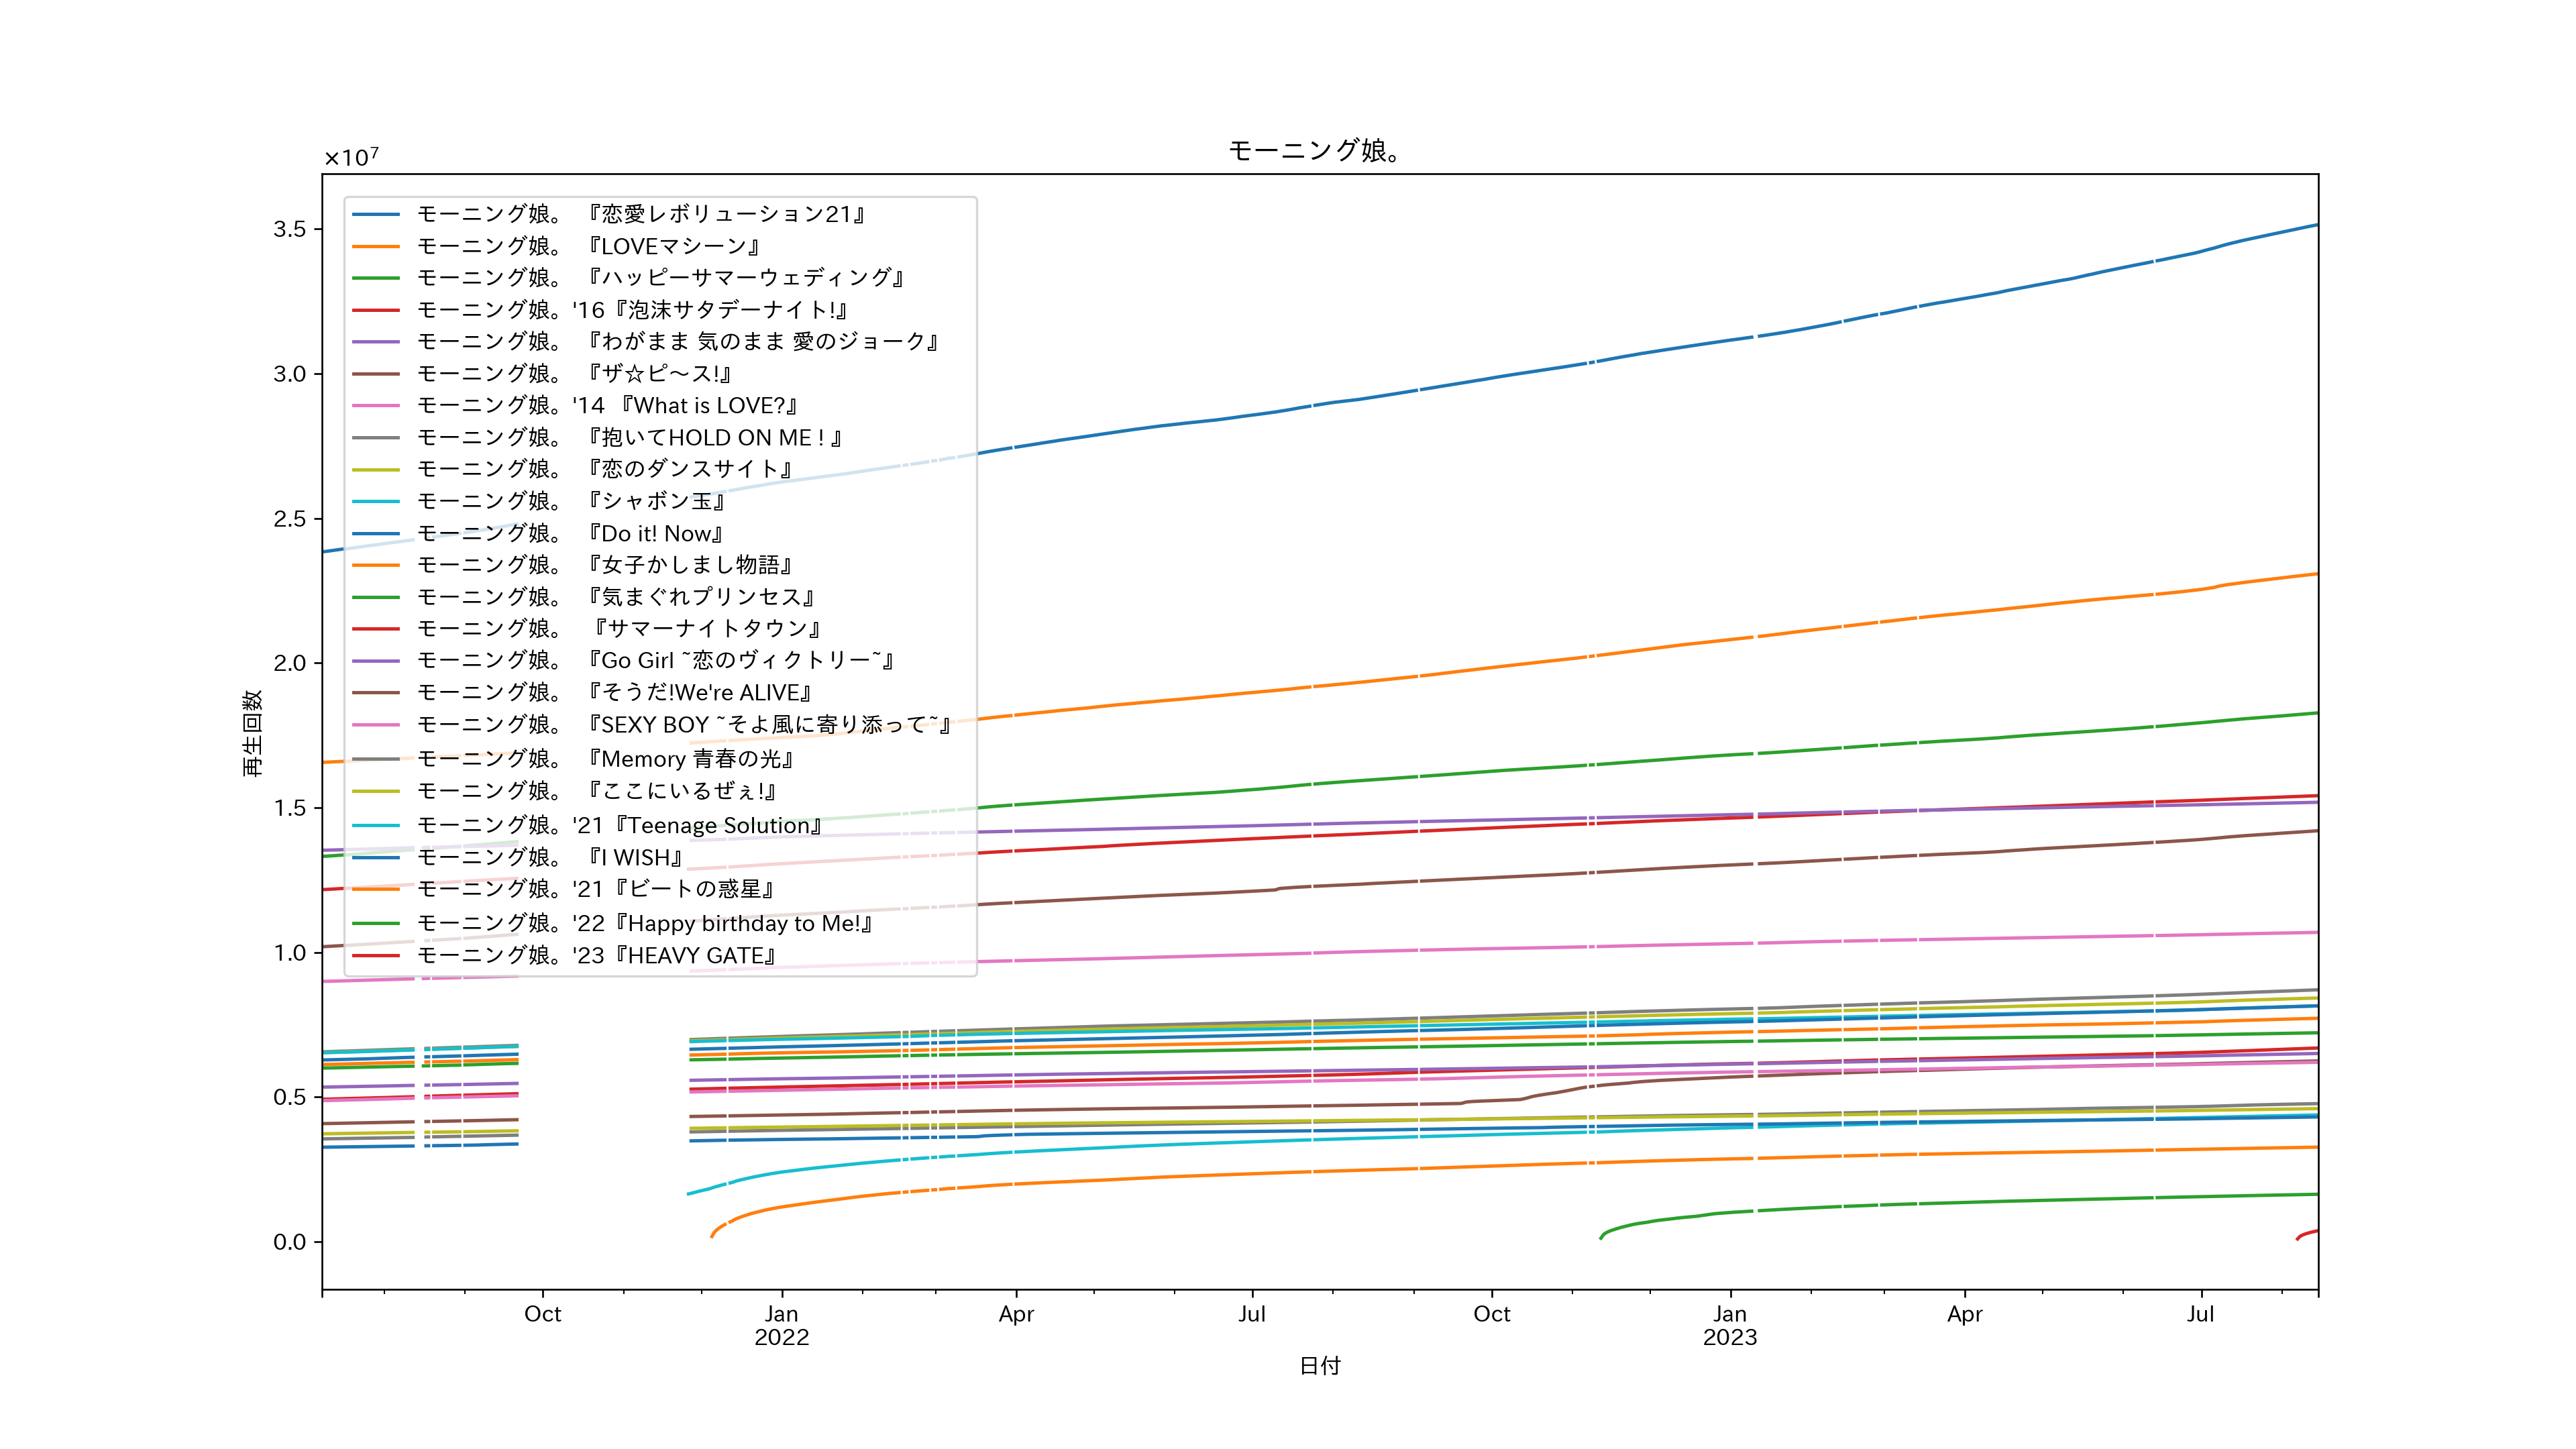 モーニング娘。
×10⁷
3.5
3.0
2.5
2.0
1.5
1.0
0.5
0.0
再生回数
モーニング娘。 『恋愛レボリューション21』
モーニング娘。 『LOVEマシーン』
モーニング娘。 『ハッピーサマーウェディング』
モーニング娘。'16『泡沫サタデーナイト!』
モーニング娘。 『わがまま 気のまま 愛のジョーク』
モーニング娘。 『ザ☆ピ〜ス!』
モーニング娘。'14 『What is LOVE?』
モーニング娘。 『抱いてHOLD ON ME ! 』
モーニング娘。 『恋のダンスサイト』
モーニング娘。 『シャボン玉』
モーニング娘。 『Do it! Now』
モーニング娘。 『女子かしまし物語』
モーニング娘。 『気まぐれプリンセス』
モーニング娘。  『サマーナイトタウン』
モーニング娘。 『Go Girl ~恋のヴィクトリー~』
モーニング娘。 『そうだ!We're ALIVE』
モーニング娘。 『SEXY BOY ~そよ風に寄り添って~』
モーニング娘。 『Memory 青春の光』
モーニング娘。 『ここにいるぜぇ!』
モーニング娘。'21『Teenage Solution』
モーニング娘。 『I WISH』
モーニング娘。'21『ビートの惑星』
モーニング娘。'22『Happy birthday to Me!』
モーニング娘。'23『HEAVY GATE』
Oct Jan Apr Jul Oct Jan Apr Jul
2022 2023
日付